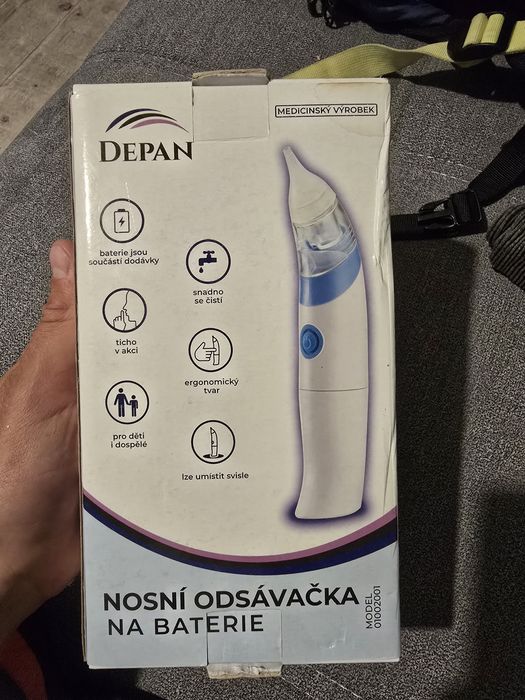 DEPAN
MEDICINSKÝ VÝROBEK
baterie jsou
součástí dodávky
snadno
se čistí
ticho
v akci
ergonomický
tvar
pro děti
i dospělé
lze umístit svisle
NOSNÍ ODSÁVAČKA
NA BATERIE
MODEL
01002001